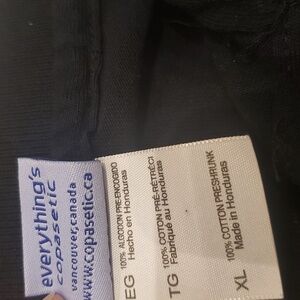 everything's
copasetic
vancouver, canada
www.copasetic.ca
100% ALGODON PRE-ENCOGIDO
Hecho en Honduras
EG
100% COTON PRÉ-RÉTRÉCI
Fabriqué au Honduras
TG
100% COTTON PRESHRUNK
Made in Honduras
XL